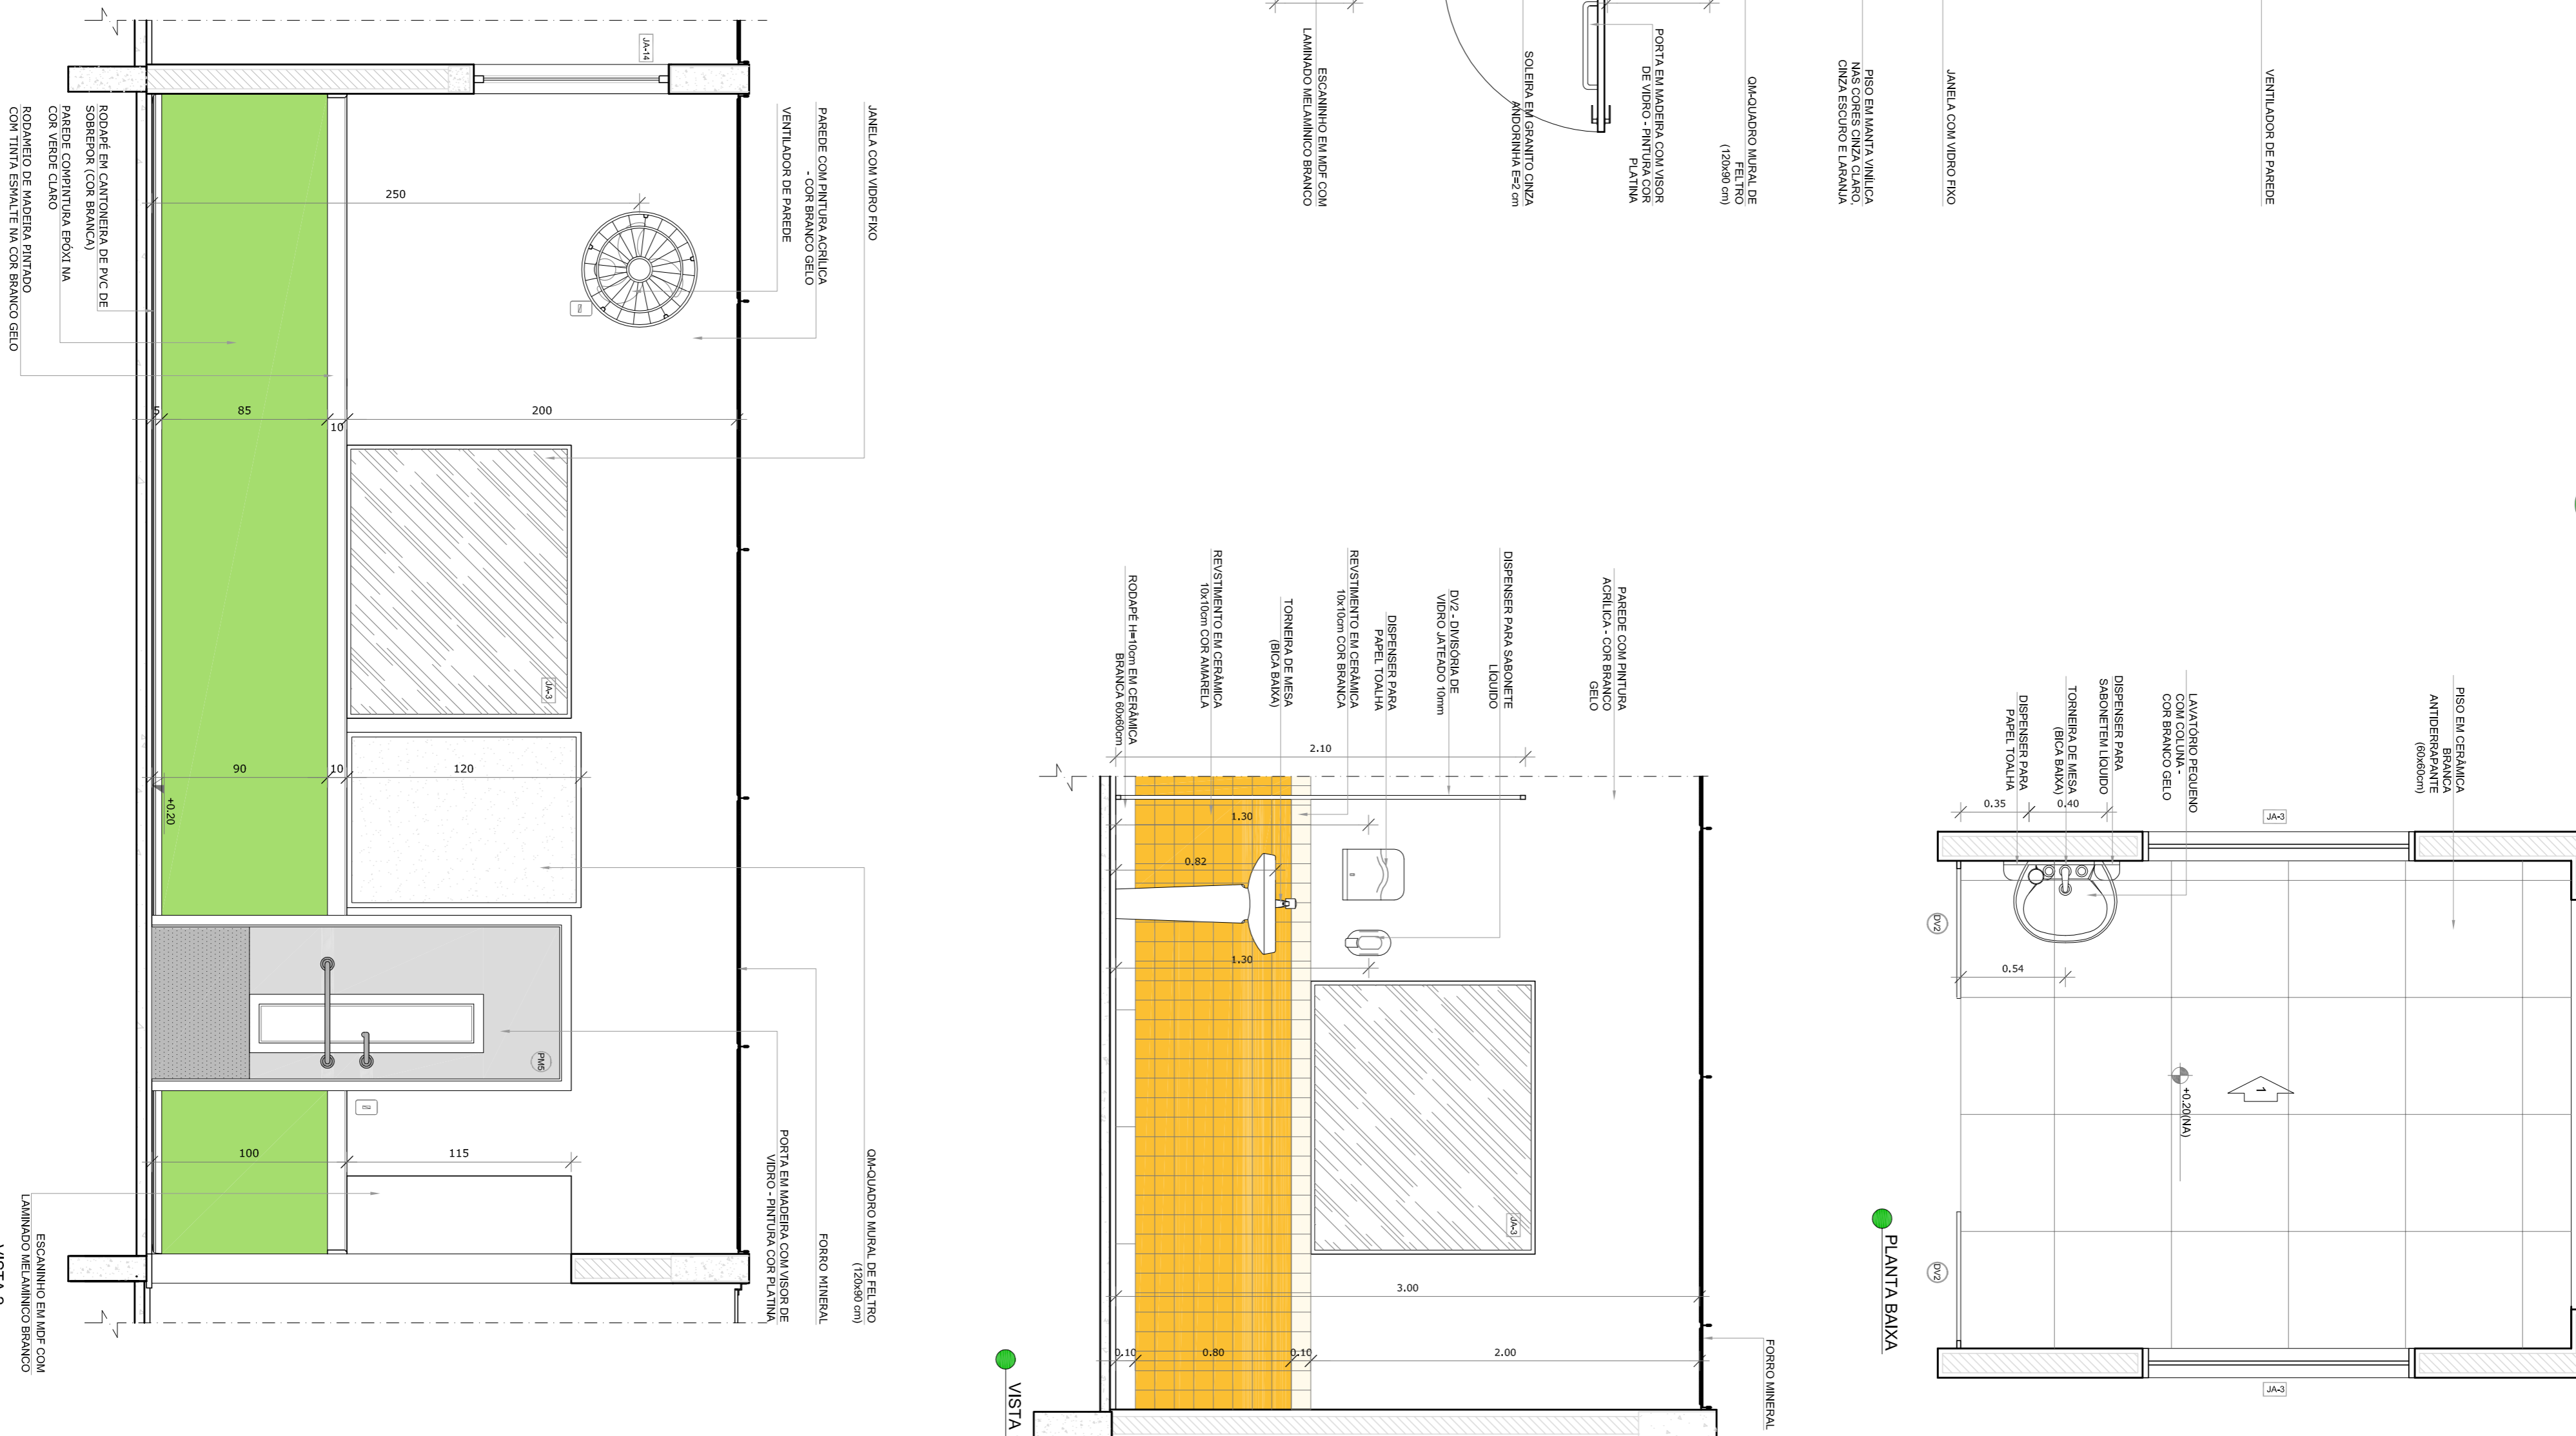 JA-14
JANELA COM VIDRO FIXO
PAREDE COM PINTURA ACRÍLICA
- COR BRANCO GELO
VENTILADOR DE PAREDE
RODAPÉ EM CANTONEIRA DE PVC DE
SOBREPOR (COR BRANCA)
PAREDE COMPINTURA EPÓXI NA
COR VERDE CLARO
RODAMEIO DE MADEIRA PINTADO
COM TINTA ESMALTE NA COR BRANCO GELO
250
5
85
10
200
JA-3
90
10
120
+0.20
PM5
100
115
QM-QUADRO MURAL DE FELTRO
(120x90 cm)
FORRO MINERAL
PORTA EM MADEIRA COM VISOR DE
VIDRO - PINTURA COR PLATINA
ESCANINHO EM MDF COM
LAMINADO MELAMÍNICO BRANCO
ESCANINHO EM MDF COM
LAMINADO MELAMÍNICO BRANCO
SOLEIRA EM GRANITO CINZA
ANDORINHA E=2 cm
PORTA EM MADEIRA COM VISOR
DE VIDRO - PINTURA COR
PLATINA
QM-QUADRO MURAL DE
FELTRO
(120x90 cm)
PISO EM MANTA VINÍLICA
NAS CORES CINZA CLARO,
CINZA ESCURO E LARANJA
JANELA COM VIDRO FIXO
VENTILADOR DE PAREDE
PAREDE COM PINTURA
ACRÍLICA - COR BRANCO
GELO
DISPENSER PARA SABONETE
LÍQUIDO
DV2 - DIVISÓRIA DE
VIDRO JATEADO 10mm
DISPENSER PARA
PAPEL TOALHA
REVSTIMENTO EM CERÂMICA
10x10cm COR BRANCA
TORNEIRA DE MESA
(BICA BAIXA)
REVSTIMENTO EM CERÂMICA
10x10cm COR AMARELA
RODAPÉ H=10cm EM CERÂMICA
BRANCA 60x60cm
2.10
1.30
0.82
1.30
JA-3
3.00
0.10
0.80
0.10
2.00
FORRO MINERAL
VISTA
PISO EM CERÂMICA
BRANCA
ANTIDERRAPANTE
(60x60cm)
LAVATÓRIO PEQUENO
COM COLUNA -
COR BRANCO GELO
DISPENSER PARA
SABONETEM LÍQUIDO
TORNEIRA DE MESA
(BICA BAIXA)
DISPENSER PARA
PAPEL TOALHA
0.35
0.40
JA-3
DV2
0.54
+0.20(NA)
1
DV2
JA-3
PLANTA BAIXA